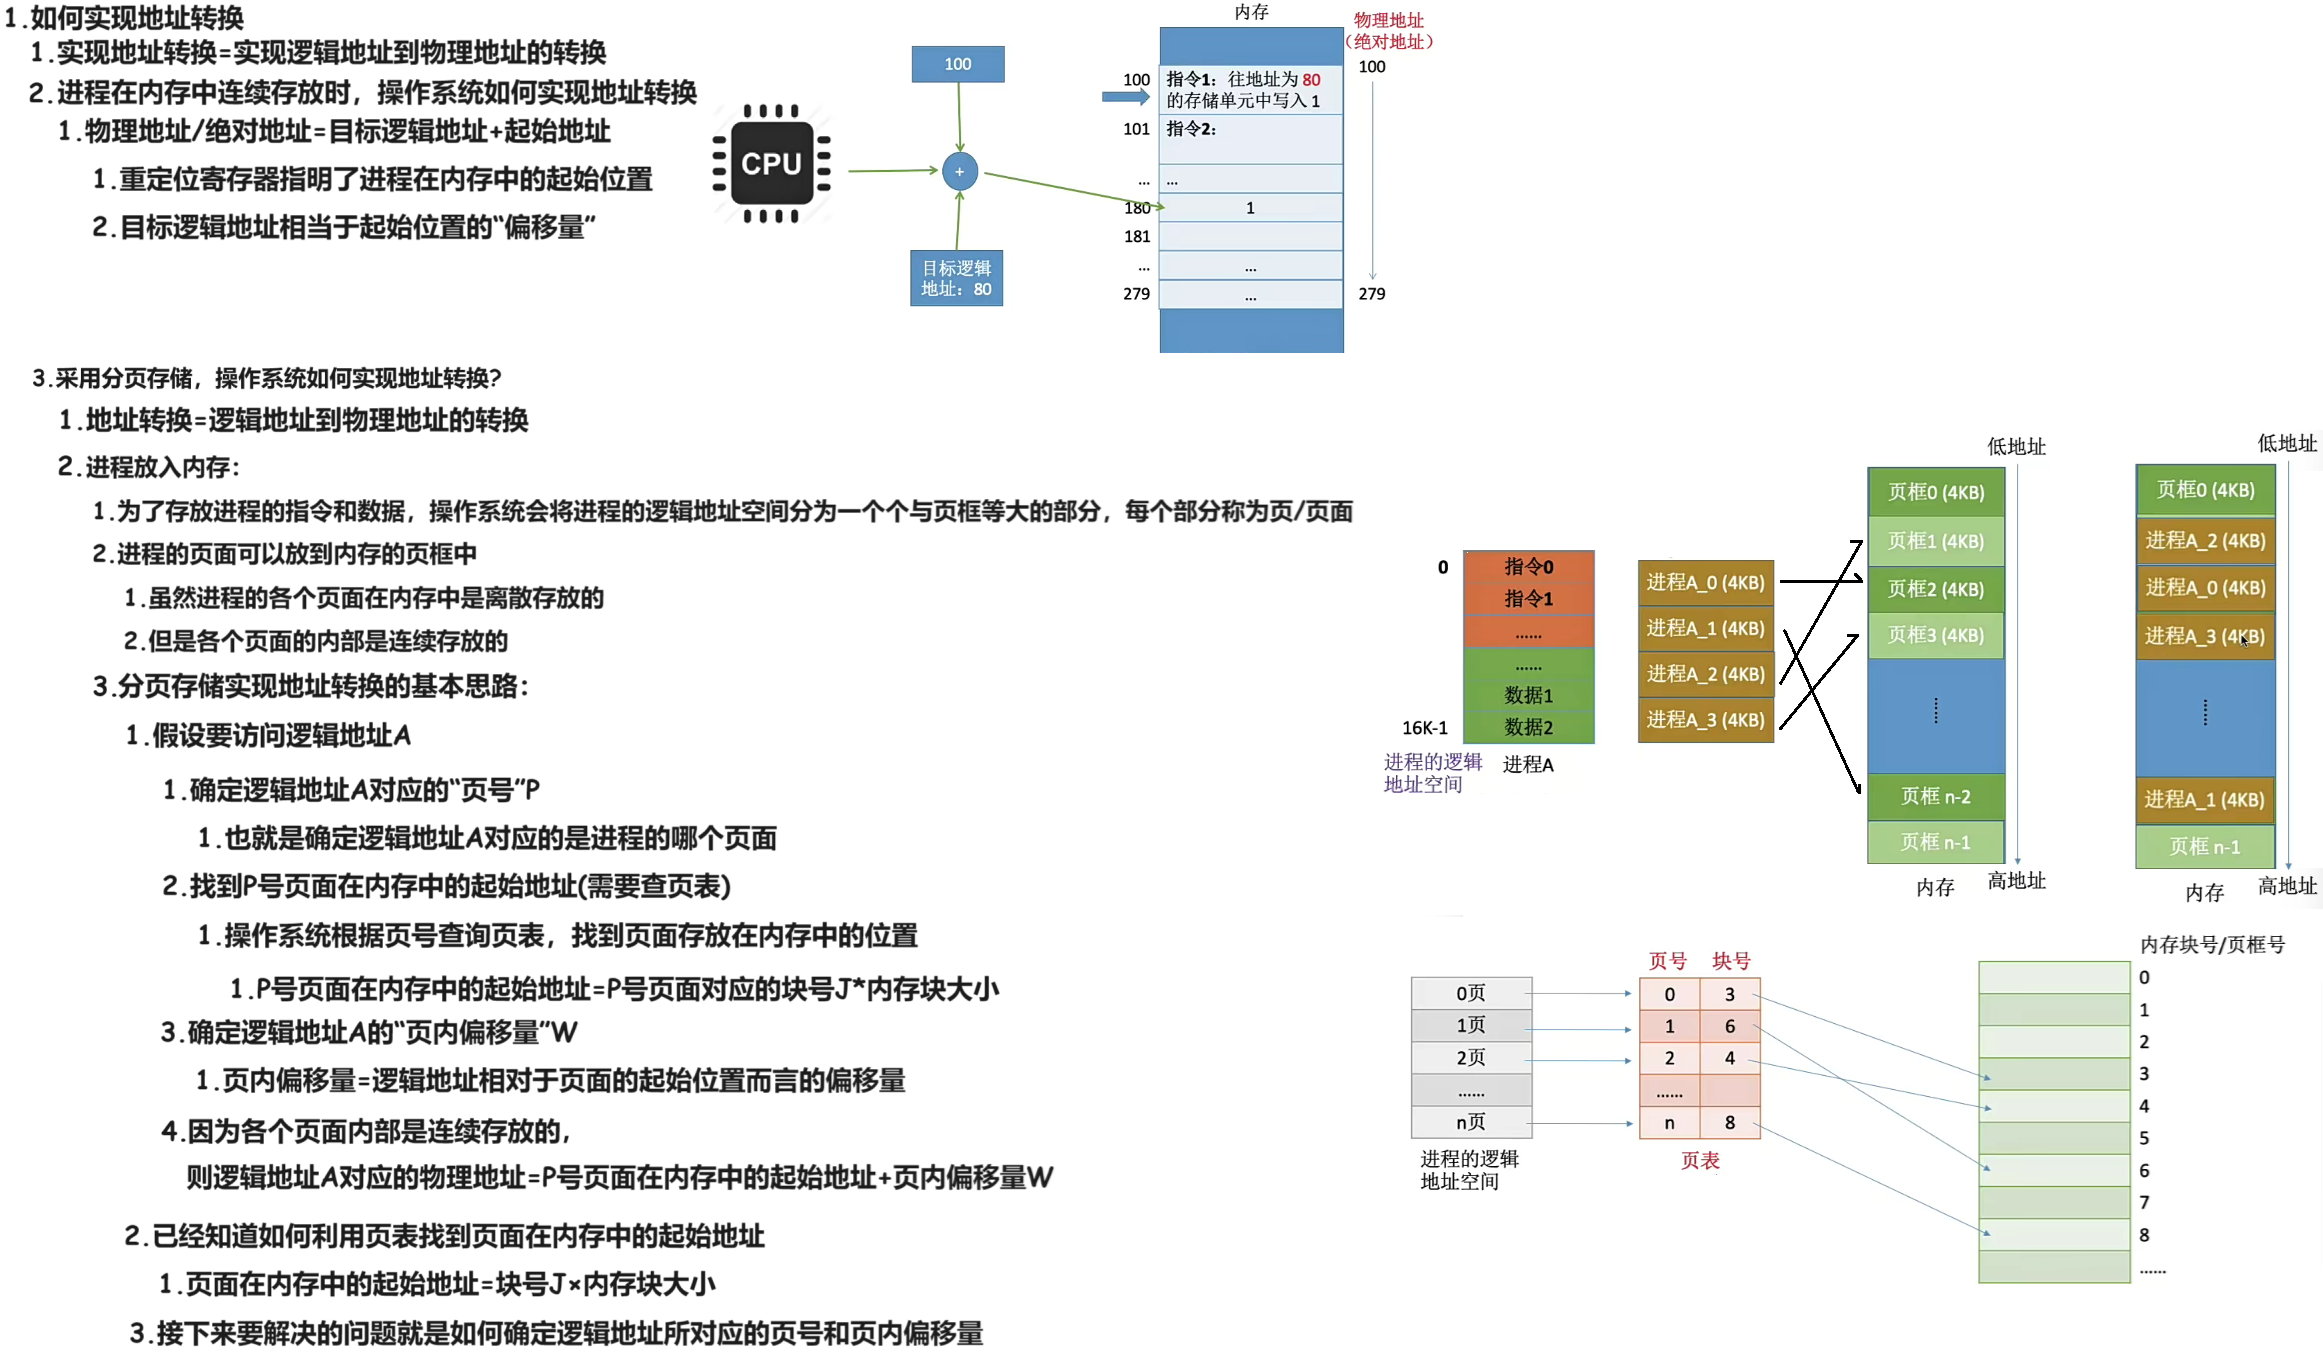 1.如何实现地址转换
1.实现地址转换=实现逻辑地址到物理地址的转换
2.进程在内存中连续存放时，操作系统如何实现地址转换
1.物理地址/绝对地址=目标逻辑地址+起始地址
1.重定位寄存器指明了进程在内存中的起始位置
2.目标逻辑地址相当于起始位置的“偏移量”
CPU
100
+
目标逻辑
地址：80
内存
物理地址
（绝对地址）
100
100
指令1：往地址为 80
的存储单元中写入 1
101
指令2：
...
...
180
1
181
...
...
279
...
279
3.采用分页存储，操作系统如何实现地址转换?
1.地址转换=逻辑地址到物理地址的转换
2.进程放入内存：
1.为了存放进程的指令和数据，操作系统会将进程的逻辑地址空间分为一个个与页框等大的部分，每个部分称为页/页面
2.进程的页面可以放到内存的页框中
1.虽然进程的各个页面在内存中是离散存放的
2.但是各个页面的内部是连续存放的
3.分页存储实现地址转换的基本思路：
1.假设要访问逻辑地址A
1.确定逻辑地址A对应的“页号”P
1.也就是确定逻辑地址A对应的是进程的哪个页面
2.找到P号页面在内存中的起始地址(需要查页表)
1.操作系统根据页号查询页表，找到页面存放在内存中的位置
1.P号页面在内存中的起始地址=P号页面对应的块号J*内存块大小
3.确定逻辑地址A的“页内偏移量”W
1.页内偏移量=逻辑地址相对于页面的起始位置而言的偏移量
4.因为各个页面内部是连续存放的，
则逻辑地址A对应的物理地址=P号页面在内存中的起始地址+页内偏移量W
2.已经知道如何利用页表找到页面在内存中的起始地址
1.页面在内存中的起始地址=块号J×内存块大小
3.接下来要解决的问题就是如何确定逻辑地址所对应的页号和页内偏移量
0
指令0
指令1
......
......
数据1
16K-1
数据2
进程的逻辑
地址空间
进程A
进程A_0 (4KB)
进程A_1 (4KB)
进程A_2 (4KB)
进程A_3 (4KB)
低地址
页框0 (4KB)
页框1 (4KB)
页框2 (4KB)
页框3 (4KB)
......
页框 n-2
页框 n-1
内存
高地址
低地址
页框0 (4KB)
进程A_2 (4KB)
进程A_0 (4KB)
进程A_3 (4KB)
......
进程A_1 (4KB)
页框 n-1
内存
高地址
0页
1页
2页
......
n页
进程的逻辑
地址空间
页号 块号
0 3
1 6
2 4
......
n 8
页表
内存块号/页框号
0
1
2
3
4
5
6
7
8
......